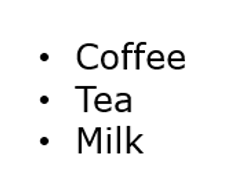 • Coffee
• Tea
• Milk